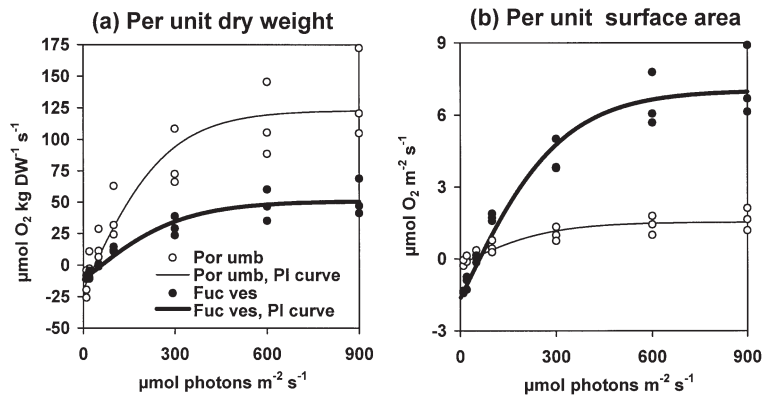 (a) Per unit dry weight
175
150
125
100
75
50
25
0
-25
-50
µmol O₂ kg DW⁻¹ s⁻¹
Por umb
Por umb, PI curve
Fuc ves
Fuc ves, PI curve
0 300 600 900
µmol photons m⁻² s⁻¹
(b) Per unit surface area
9
6
3
0
-3
µmol O₂ m⁻² s⁻¹
0 300 600 900
µmol photons m⁻² s⁻¹